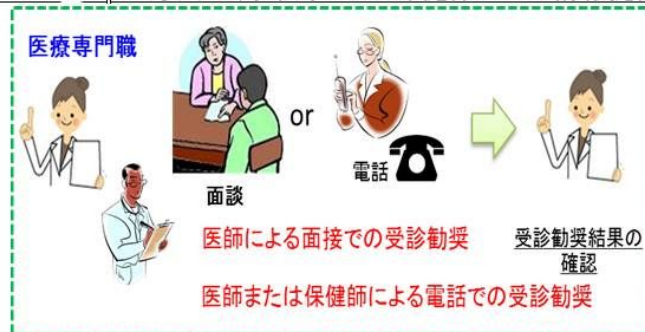 医療専門職
or
電話
面談
医師による面接での受診勧奨
受診勧奨結果の
確認
医師または保健師による電話での受診勧奨